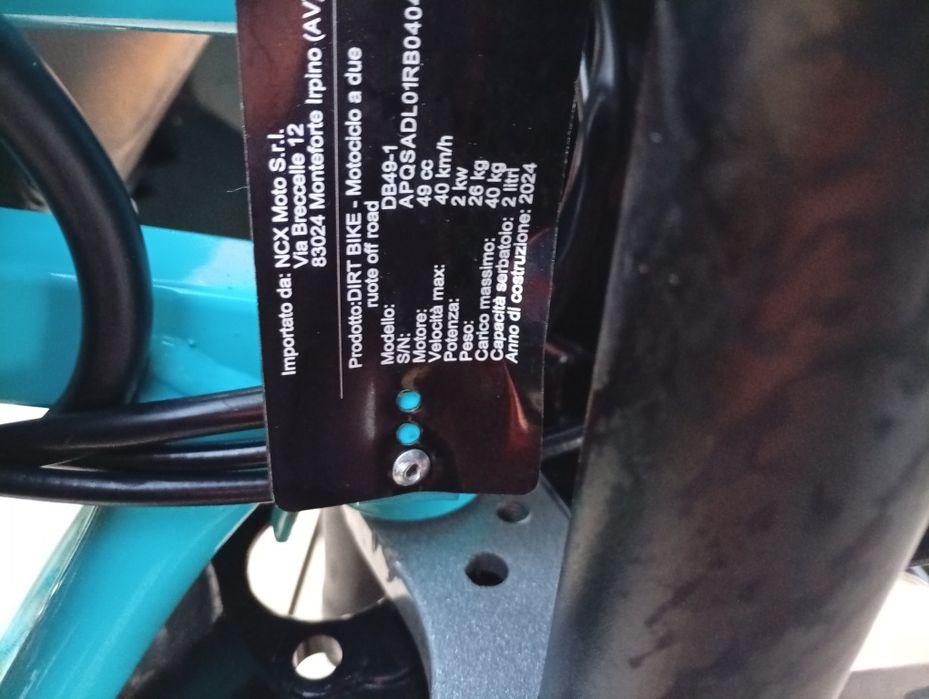 Importato da: NCX Moto S.r.l.
Via Breccelle 12
83024 Monteforte Irpino (AV)
Prodotto:DIRT BIKE - Motociclo a due
ruote off road
Modello: DB49-1
S/N: APQSADL01RB0404
Motore: 49 cc
Velocità max: 40 km/h
Potenza: 2 kw
Peso: 26 kg
Carico massimo: 40 kg
Capacità serbatoio: 2 litri
Anno di costruzione: 2024